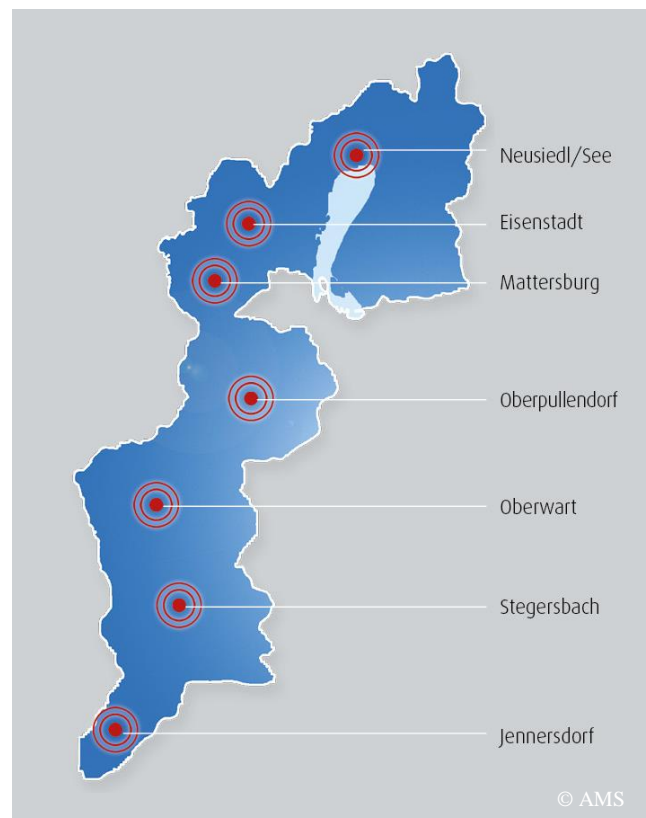 Neusiedl/See
Eisenstadt
Mattersburg
Oberpullendorf
Oberwart
Stegersbach
Jennersdorf
© AMS